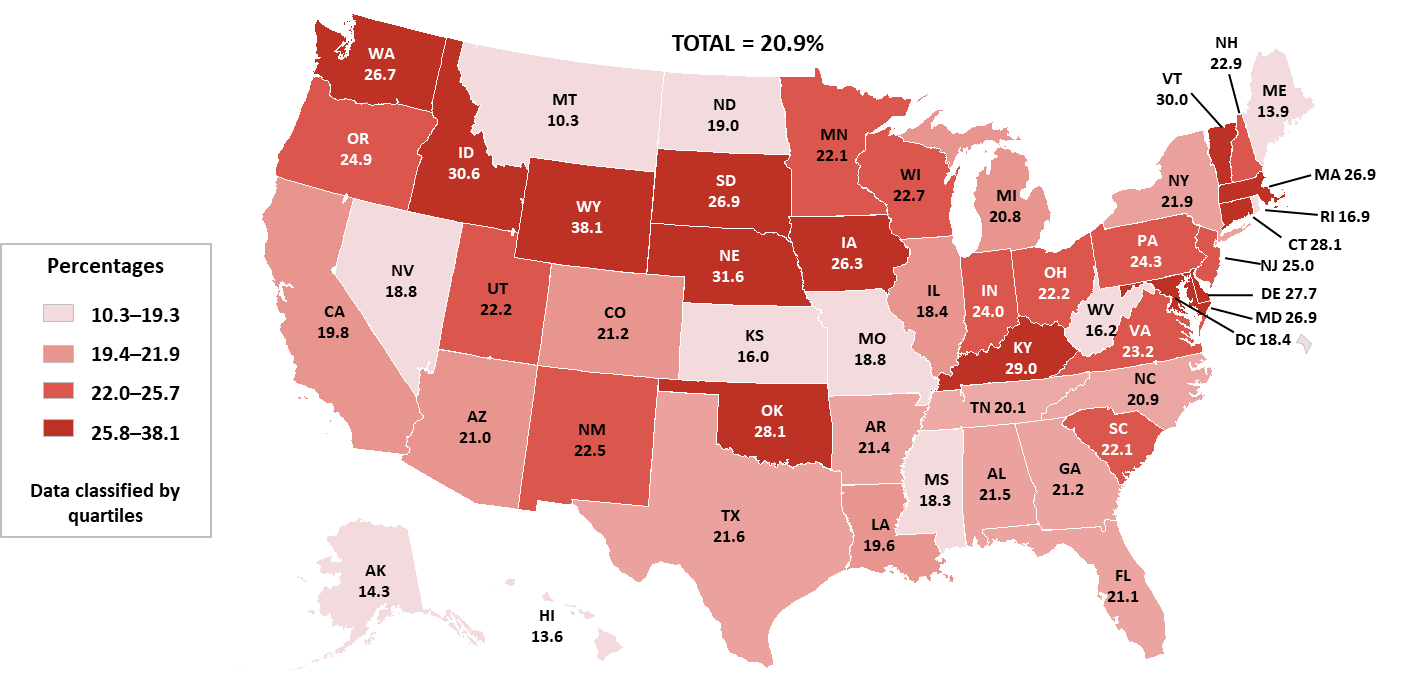 TOTAL = 20.9%
WA
26.7
OR
24.9
ID
30.6
MT
10.3
ND
19.0
MN
22.1
WI
22.7
MI
20.8
SD
26.9
WY
38.1
NE
31.6
IA
26.3
NV
18.8
UT
22.2
CO
21.2
CA
19.8
KS
16.0
MO
18.8
IL
18.4
IN
24.0
OH
22.2
KY
29.0
WV
16.2
VA
23.2
PA
24.3
NY
21.9
VT
30.0
NH
22.9
ME
13.9
MA 26.9
RI 16.9
CT 28.1
NJ 25.0
DE 27.7
MD 26.9
DC 18.4
NC
20.9
TN 20.1
SC
22.1
AZ
21.0
NM
22.5
OK
28.1
AR
21.4
TX
21.6
LA
19.6
MS
18.3
AL
21.5
GA
21.2
FL
21.1
AK
14.3
HI
13.6
Percentages
10.3–19.3
19.4–21.9
22.0–25.7
25.8–38.1
Data classified by
quartiles